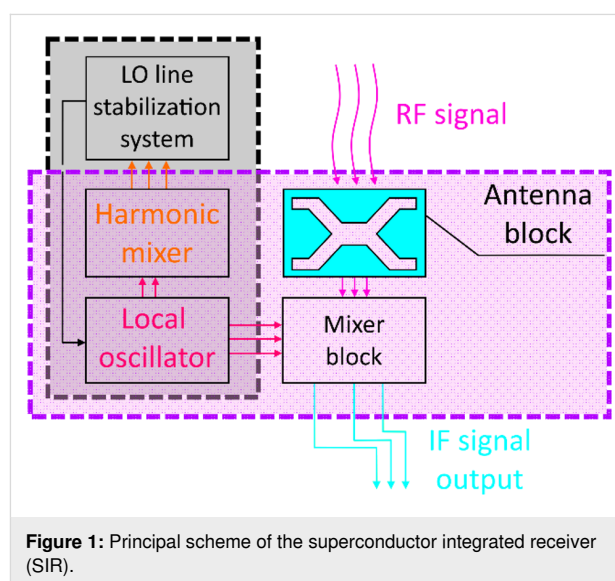 LO line
stabilization
system
RF signal
Harmonic
mixer
Antenna
block
Local
oscillator
Mixer
block
IF signal
output
Figure 1: Principal scheme of the superconductor integrated receiver
(SIR).